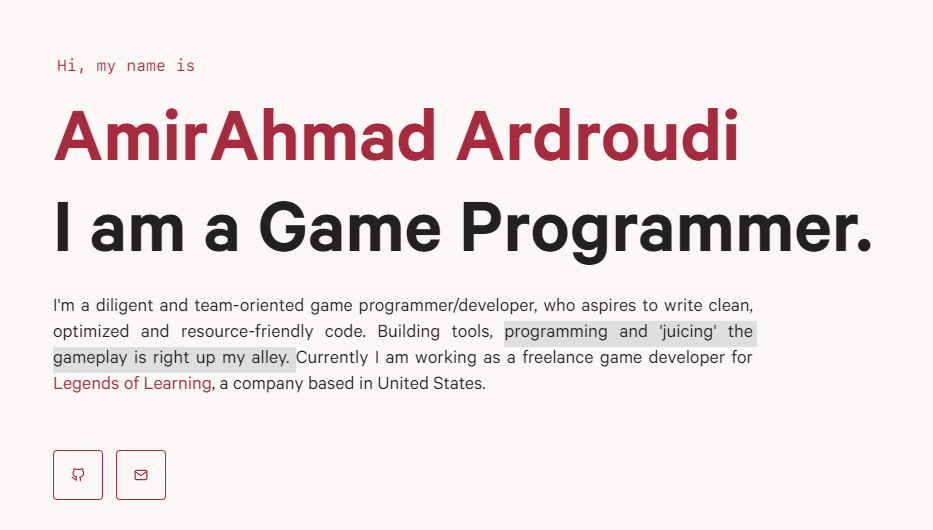 Hi, my name is
AmirAhmad Ardroudi
I am a Game Programmer.
I'm a diligent and team-oriented game programmer/developer, who aspires to write clean,
optimized and resource-friendly code. Building tools, programming and 'juicing' the
gameplay is right up my alley. Currently I am working as a freelance game developer for
Legends of Learning, a company based in United States.